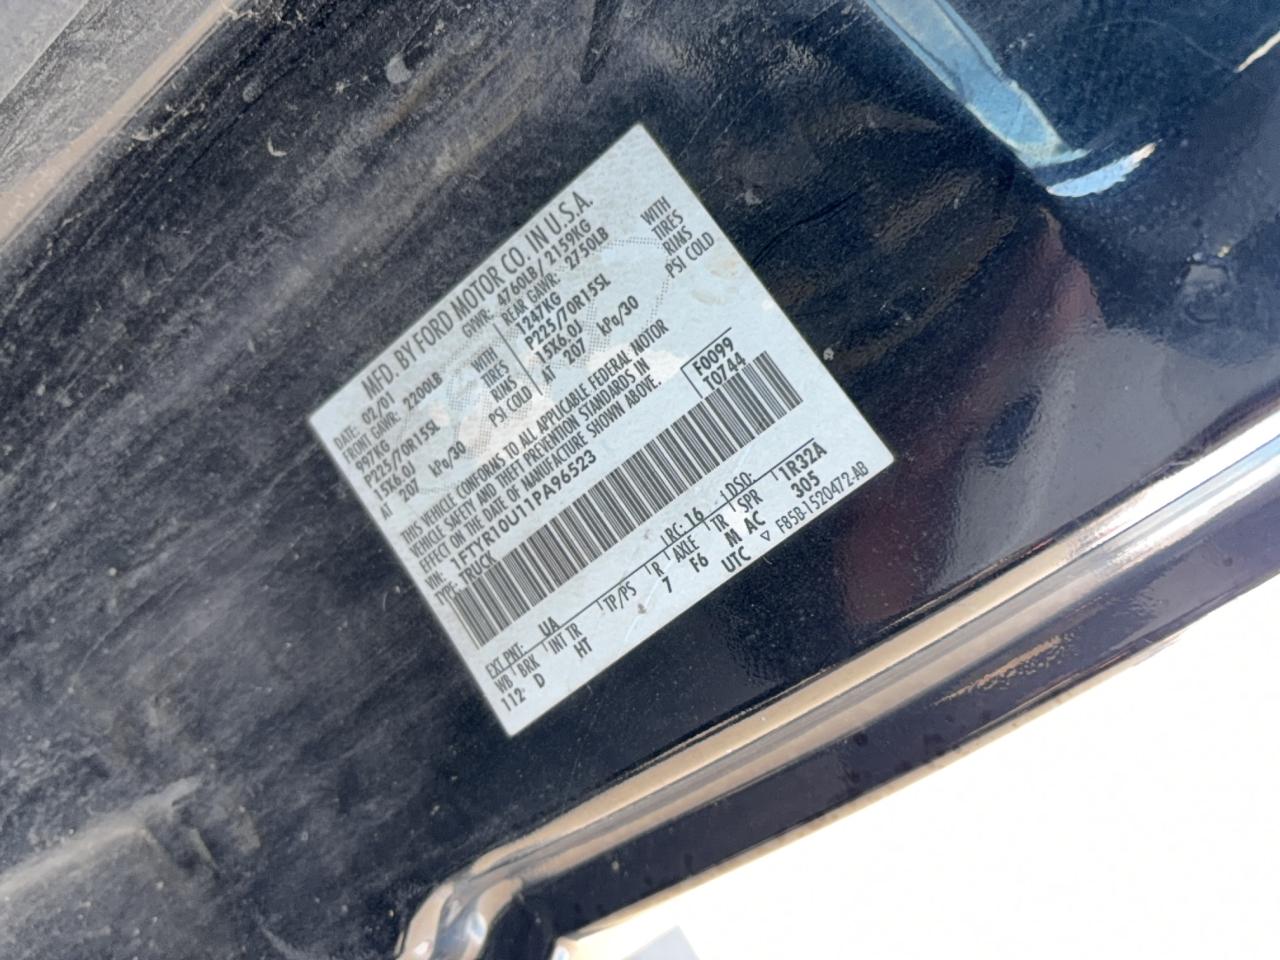 MFD. BY FORD MOTOR CO. IN U.S.A.
DATE: 02/01 GVWR: 4760LB/ 2159KG
FRONT GAWR: 2200LB REAR GAWR: 2750LB
997KG WITH 1247KG WITH
P225/70R15SL TIRES P225/70R15SL TIRES
15X6.0J RIMS 15X6.0J RIMS
AT 207 kPa/30 PSI COLD AT 207 kPa/30 PSI COLD
THIS VEHICLE CONFORMS TO ALL APPLICABLE FEDERAL MOTOR
VEHICLE SAFETY AND THEFT PREVENTION STANDARDS IN
EFFECT ON THE DATE OF MANUFACTURE SHOWN ABOVE.
VIN: 1FTYR10U11PA96523 F0099
TYPE: TRUCK T0744
EXT PNT: UA RC: 16 DSO:
WB BRK INT TR TP/PS R AXLE TR SPR 1R32A
112 D HT 7 F6 M AC 305
UTC ▽ F85B-1520472-AB